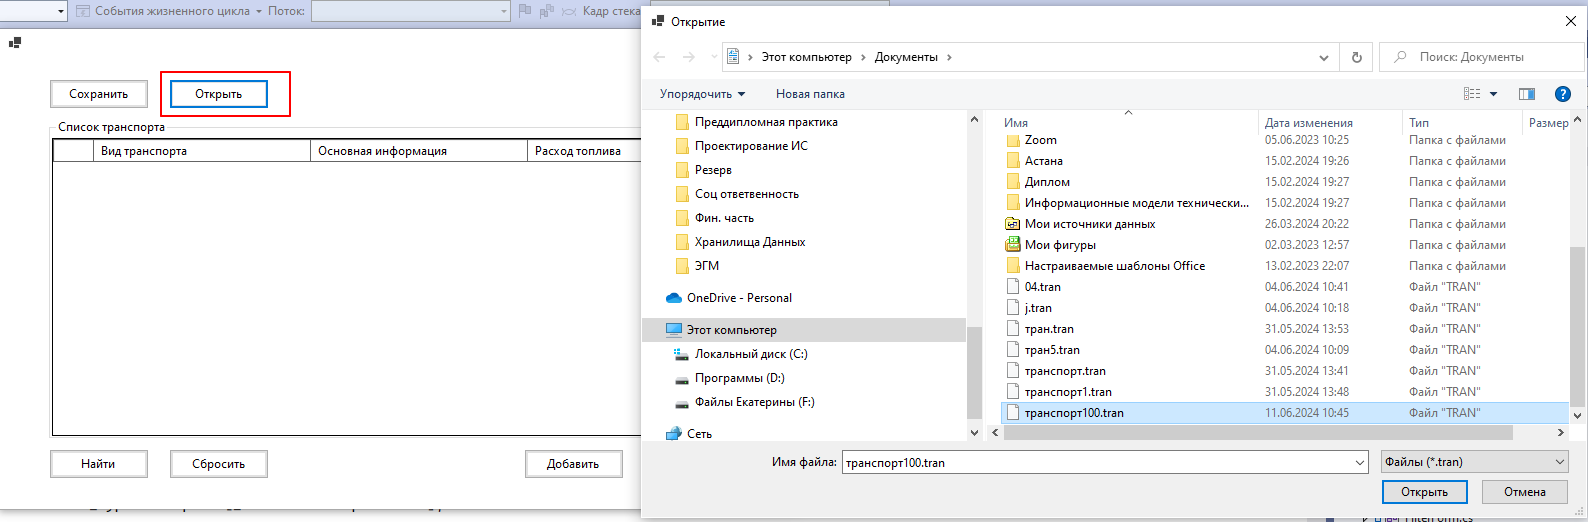 События жизненного цикла
Поток:
Кадр стека
Сохранить
Открыть
Список транспорта
Вид транспорта
Основная информация
Расход топлива
Найти
Сбросить
Добавить
Открытие
Этот компьютер
Документы
Поиск: Документы
Упорядочить
Новая папка
Преддипломная практика
Проектирование ИС
Резерв
Соц ответвенность
Фин. часть
Хранилища Данных
ЭГМ
OneDrive - Personal
Этот компьютер
Локальный диск (C:)
Программы (D:)
Файлы Екатерины (F:)
Сеть
Имя Дата изменения Тип Размер
Zoom 05.06.2023 10:25 Папка с файлами
Астана 15.02.2024 19:26 Папка с файлами
Диплом 15.02.2024 19:27 Папка с файлами
Информационные модели технически... 15.02.2024 19:27 Папка с файлами
Мои источники данных 26.03.2024 20:22 Папка с файлами
Мои фигуры 02.03.2023 12:57 Папка с файлами
Настраиваемые шаблоны Office 13.02.2023 22:07 Папка с файлами
04.tran 04.06.2024 10:41 Файл "TRAN"
j.tran 04.06.2024 10:18 Файл "TRAN"
тран.tran 31.05.2024 13:53 Файл "TRAN"
тран5.tran 04.06.2024 10:09 Файл "TRAN"
транспорт.tran 31.05.2024 13:41 Файл "TRAN"
транспорт1.tran 31.05.2024 13:48 Файл "TRAN"
транспорт100.tran 11.06.2024 10:45 Файл "TRAN"
Имя файла: транспорт100.tran Файлы (*.tran)
Открыть Отмена